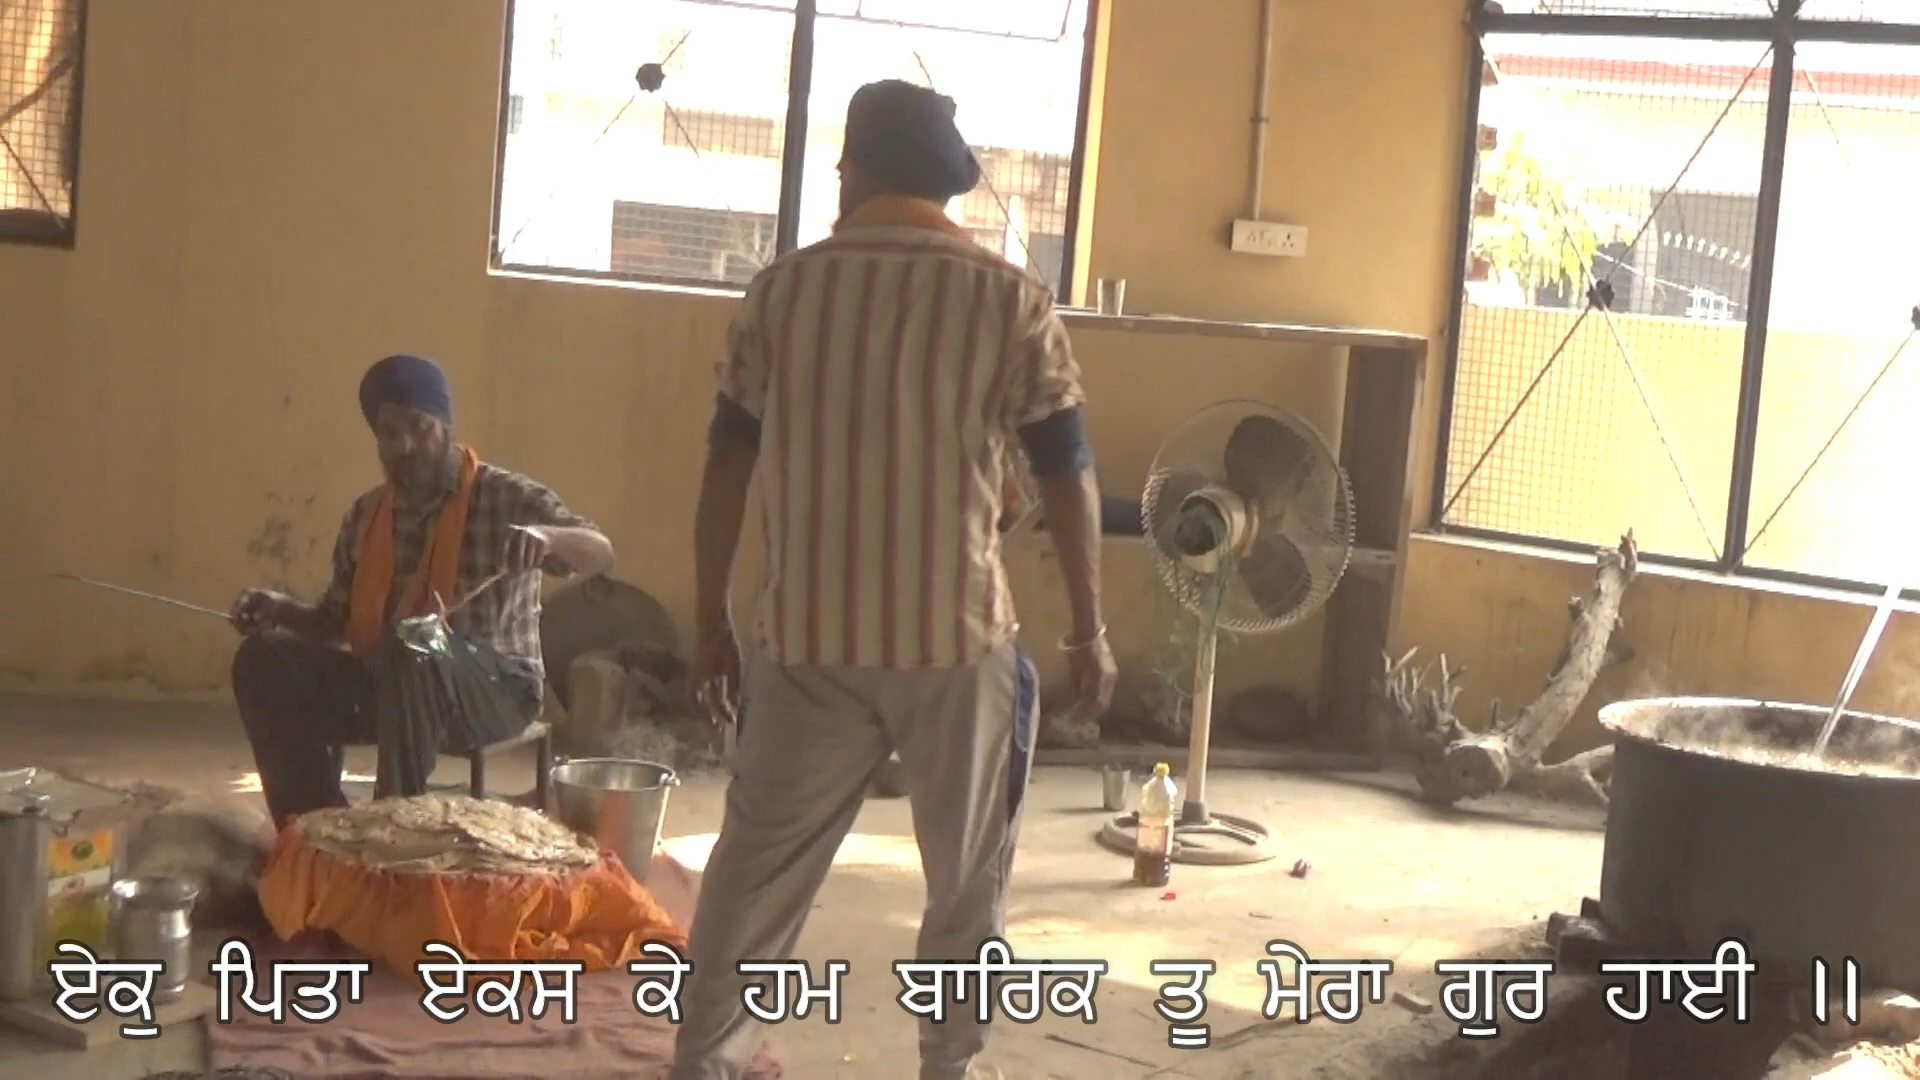 ਏਕੁ ਪਿਤਾ ਏਕਸ ਕੇ ਹਮ ਬਾਰਿਕ ਤੂ ਮੇਰਾ ਗੁਰ ਹਾਈ ॥